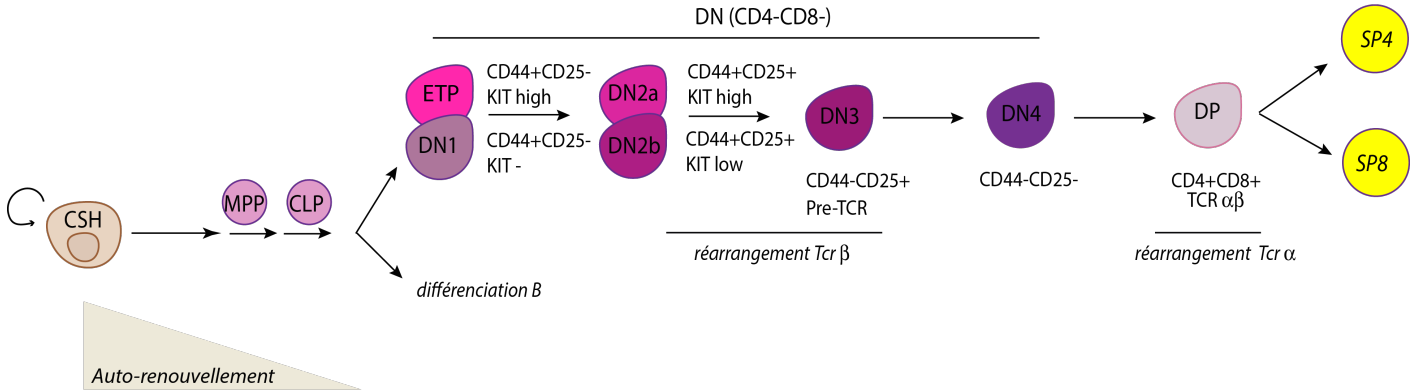 DN (CD4-CD8-)
ETP
CD44+CD25-
KIT high
DN1
CD44+CD25-
KIT -
DN2a
CD44+CD25+
KIT high
DN2b
CD44+CD25+
KIT low
DN3
CD44-CD25+
Pre-TCR
réarrangement Tcr β
DN4
CD44-CD25-
DP
CD4+CD8+
TCR αβ
réarrangement Tcr α
SP4
SP8
CSH
MPP
CLP
différenciation B
Auto-renouvellement